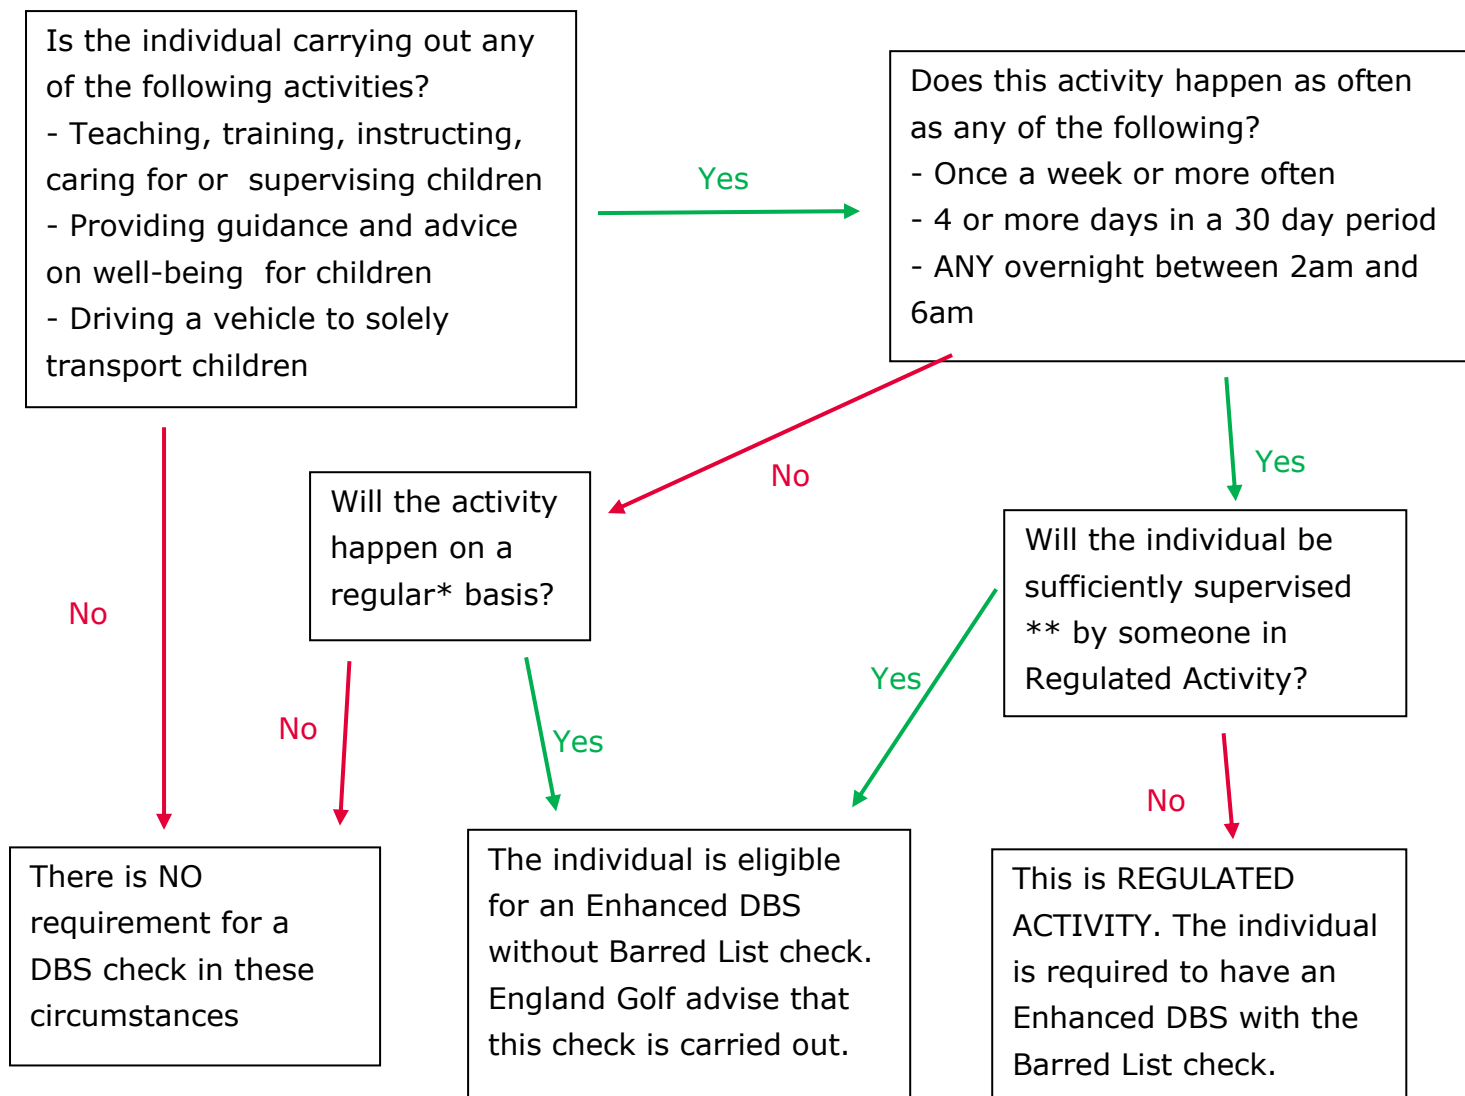 Is the individual carrying out any
of the following activities?
- Teaching, training, instructing,
caring for or  supervising children
- Providing guidance and advice
on well-being  for children
- Driving a vehicle to solely
transport children
Yes
Does this activity happen as often
as any of the following?
- Once a week or more often
- 4 or more days in a 30 day period
- ANY overnight between 2am and
6am
No
Yes
Will the activity
happen on a
regular* basis?
Will the individual be
sufficiently supervised
** by someone in
Regulated Activity?
No
No
Yes
Yes
No
There is NO
requirement for a
DBS check in these
circumstances
The individual is eligible
for an Enhanced DBS
without Barred List check.
England Golf advise that
this check is carried out.
This is REGULATED
ACTIVITY. The individual
is required to have an
Enhanced DBS with the
Barred List check.